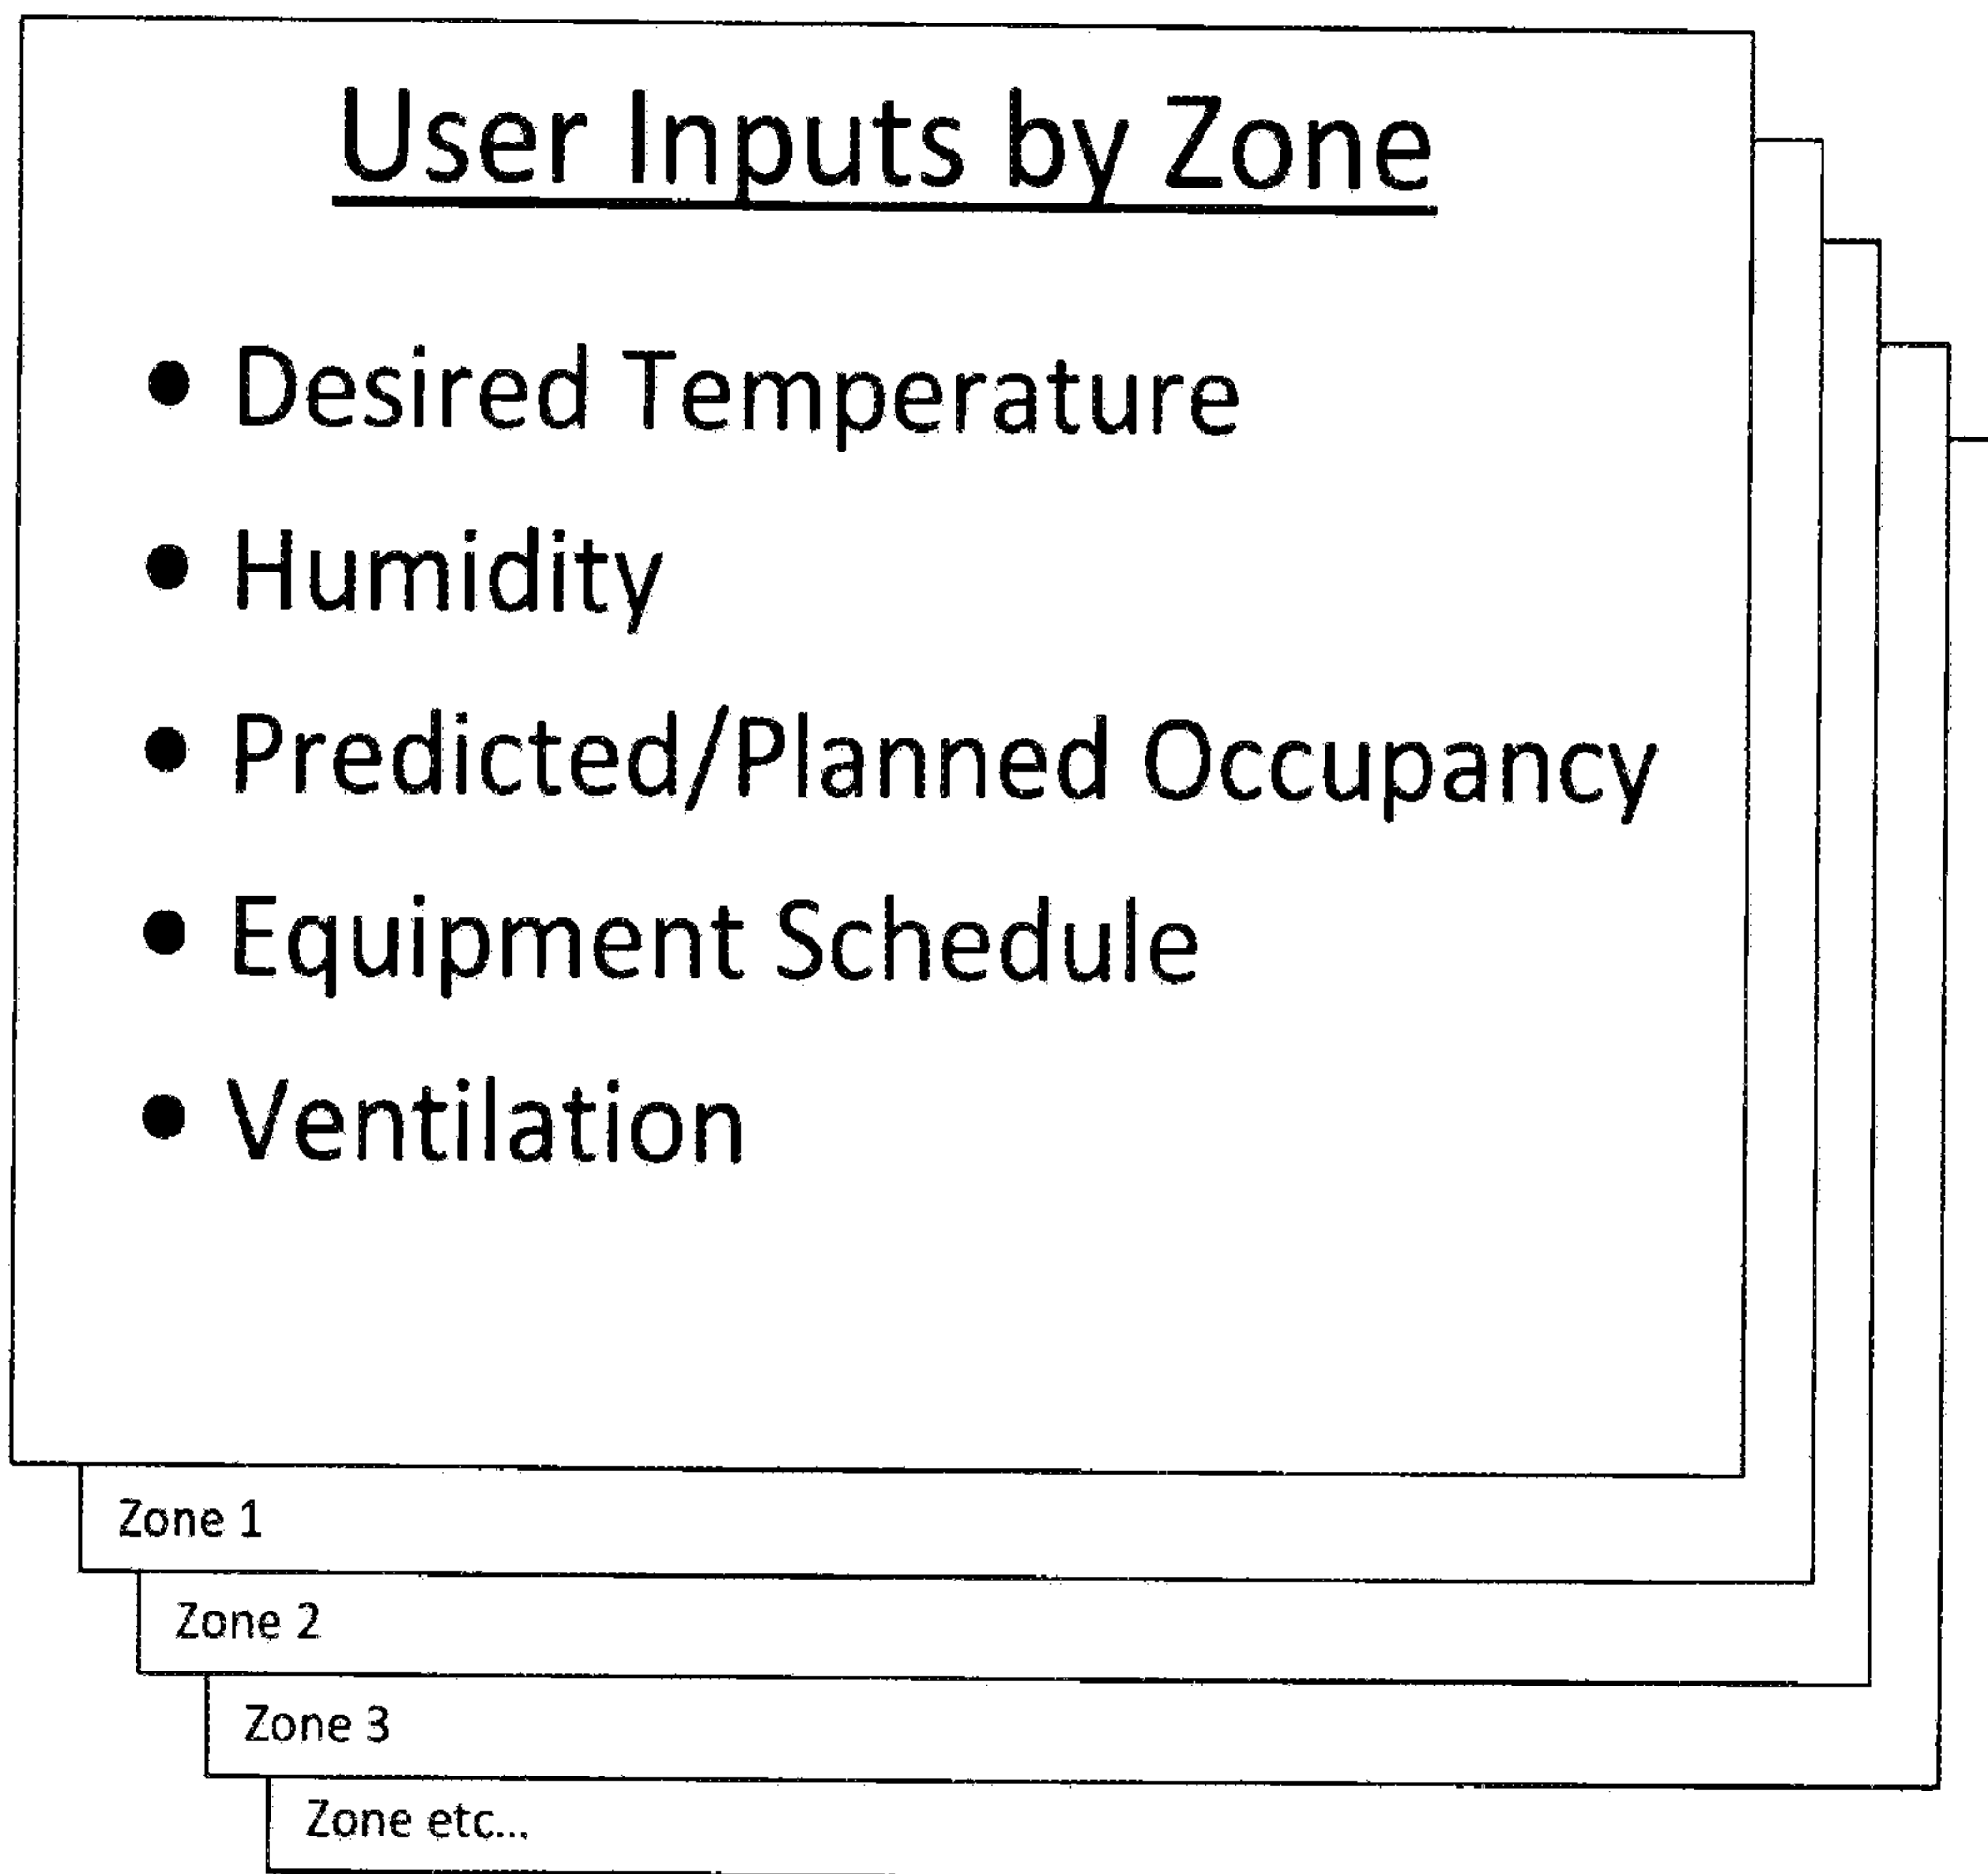 User Inputs by Zone
• Desired Temperature
• Humidity
• Predicted/Planned Occupancy
• Equipment Schedule
• Ventilation
Zone 1
Zone 2
Zone 3
Zone etc...